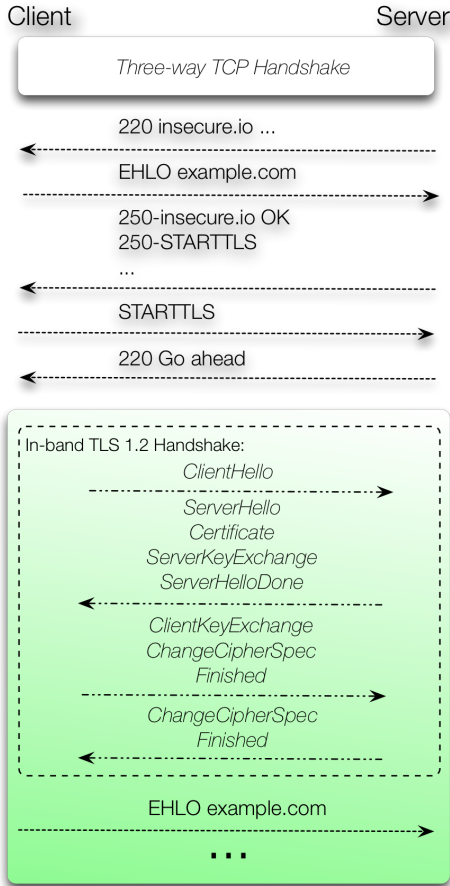 Client Server
Three-way TCP Handshake
220 insecure.io ...
EHLO example.com
250-insecure.io OK
250-STARTTLS
...
STARTTLS
220 Go ahead
In-band TLS 1.2 Handshake:
ClientHello
ServerHello
Certificate
ServerKeyExchange
ServerHelloDone
ClientKeyExchange
ChangeCipherSpec
Finished
ChangeCipherSpec
Finished
EHLO example.com
...